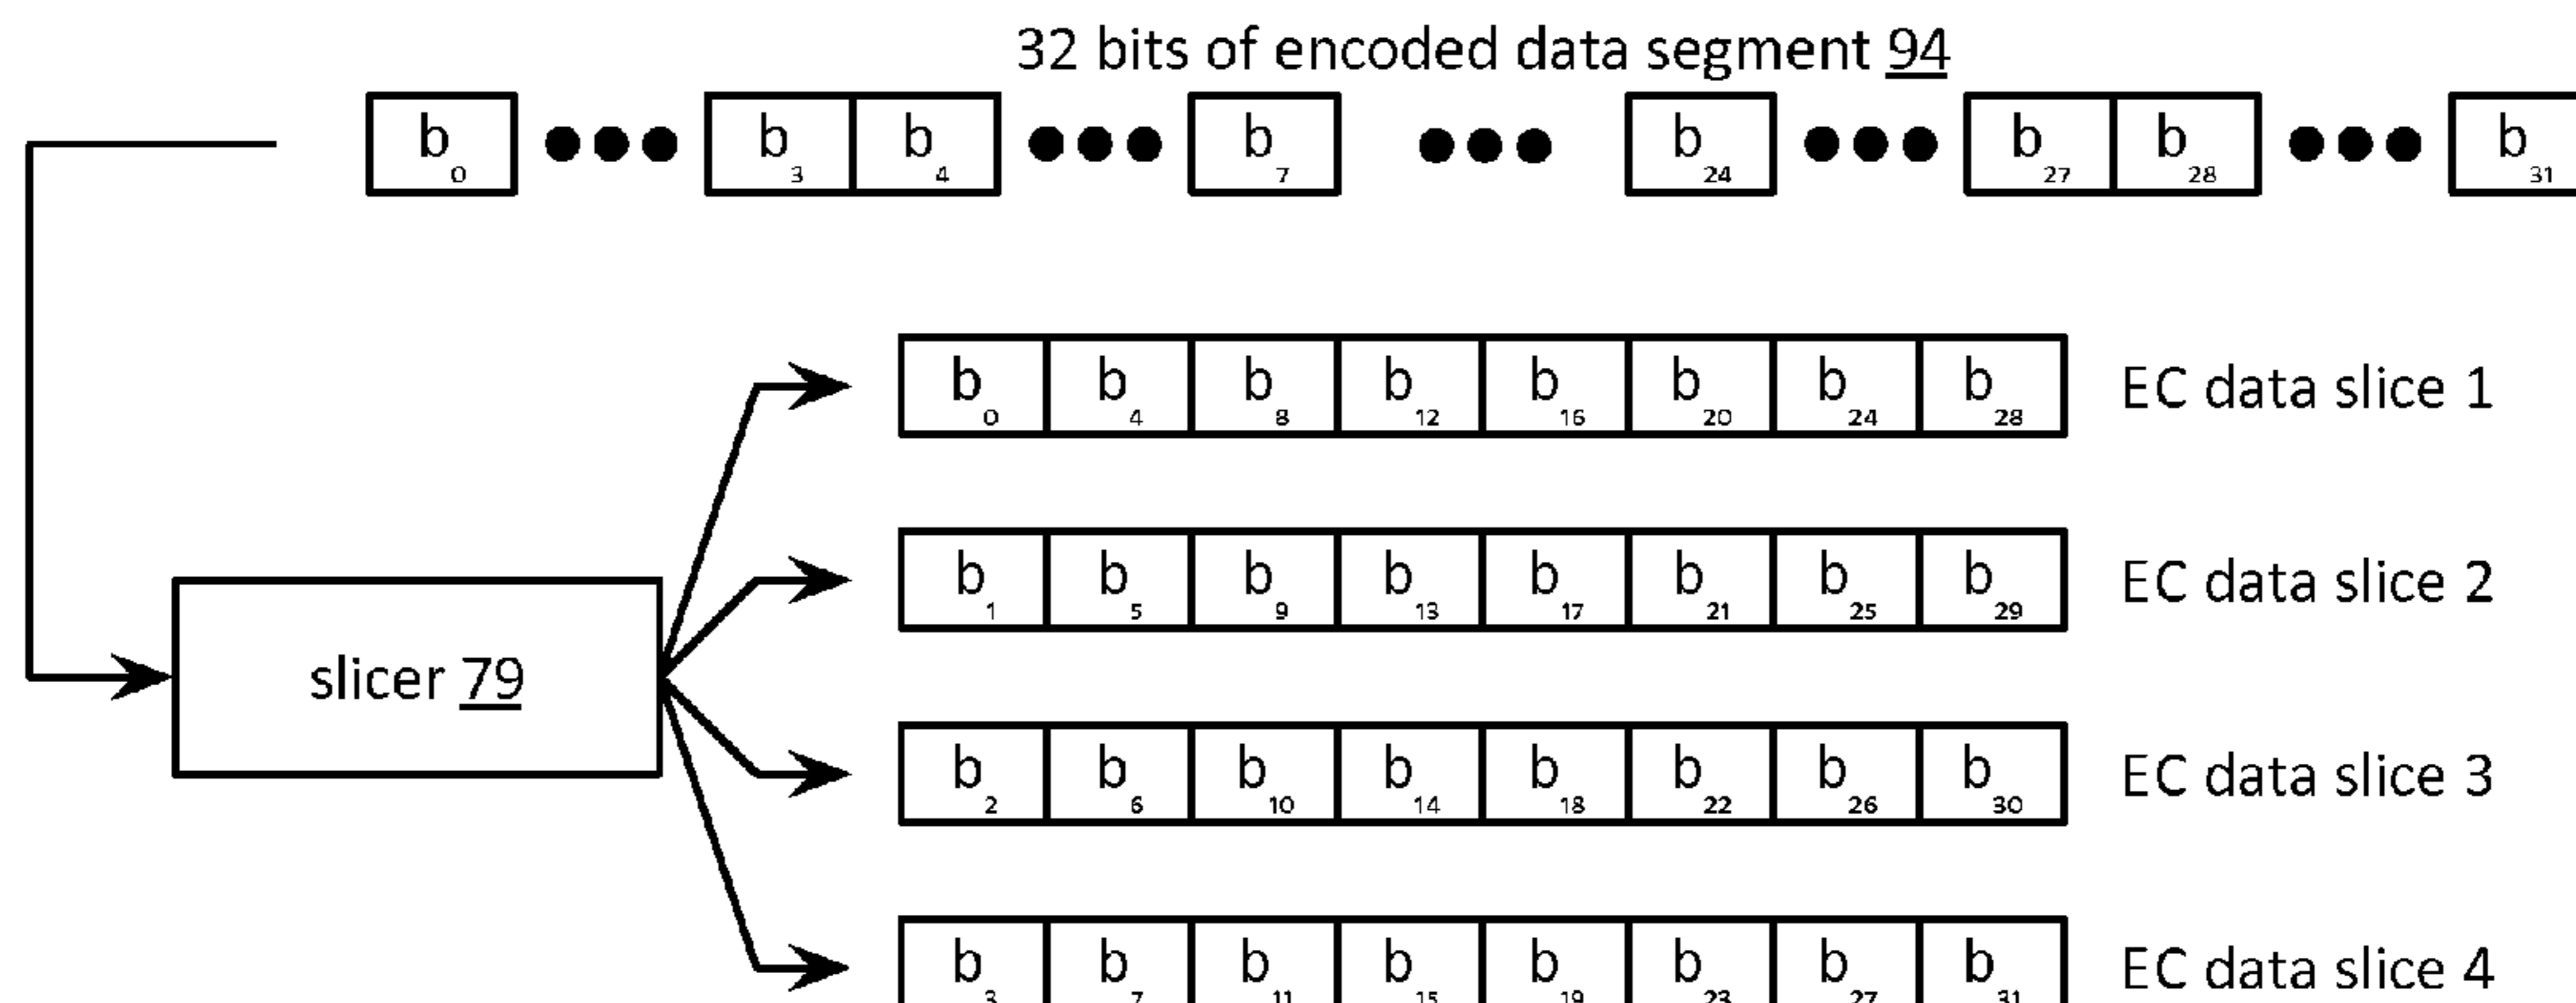 32 bits of encoded data segment 94
b0 ●●● b3 b4 ●●● b7 ●●● b24 ●●● b27 b28 ●●● b31
b0 b4 b8 b12 b16 b20 b24 b28 EC data slice 1
b1 b5 b9 b13 b17 b21 b25 b29 EC data slice 2
slicer 79
b2 b6 b10 b14 b18 b22 b26 b30 EC data slice 3
b3 b7 b11 b15 b19 b23 b27 b31 EC data slice 4